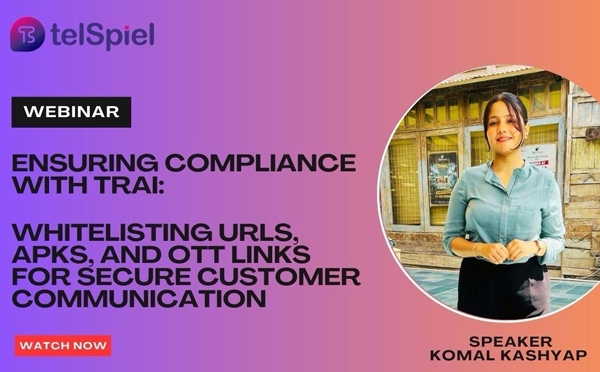 telSpiel
WEBINAR
ENSURING COMPLIANCE
WITH TRAI:
WHITELISTING URLS,
APKS, AND OTT LINKS
FOR SECURE CUSTOMER
COMMUNICATION
WATCH NOW
SPEAKER
KOMAL KASHYAP